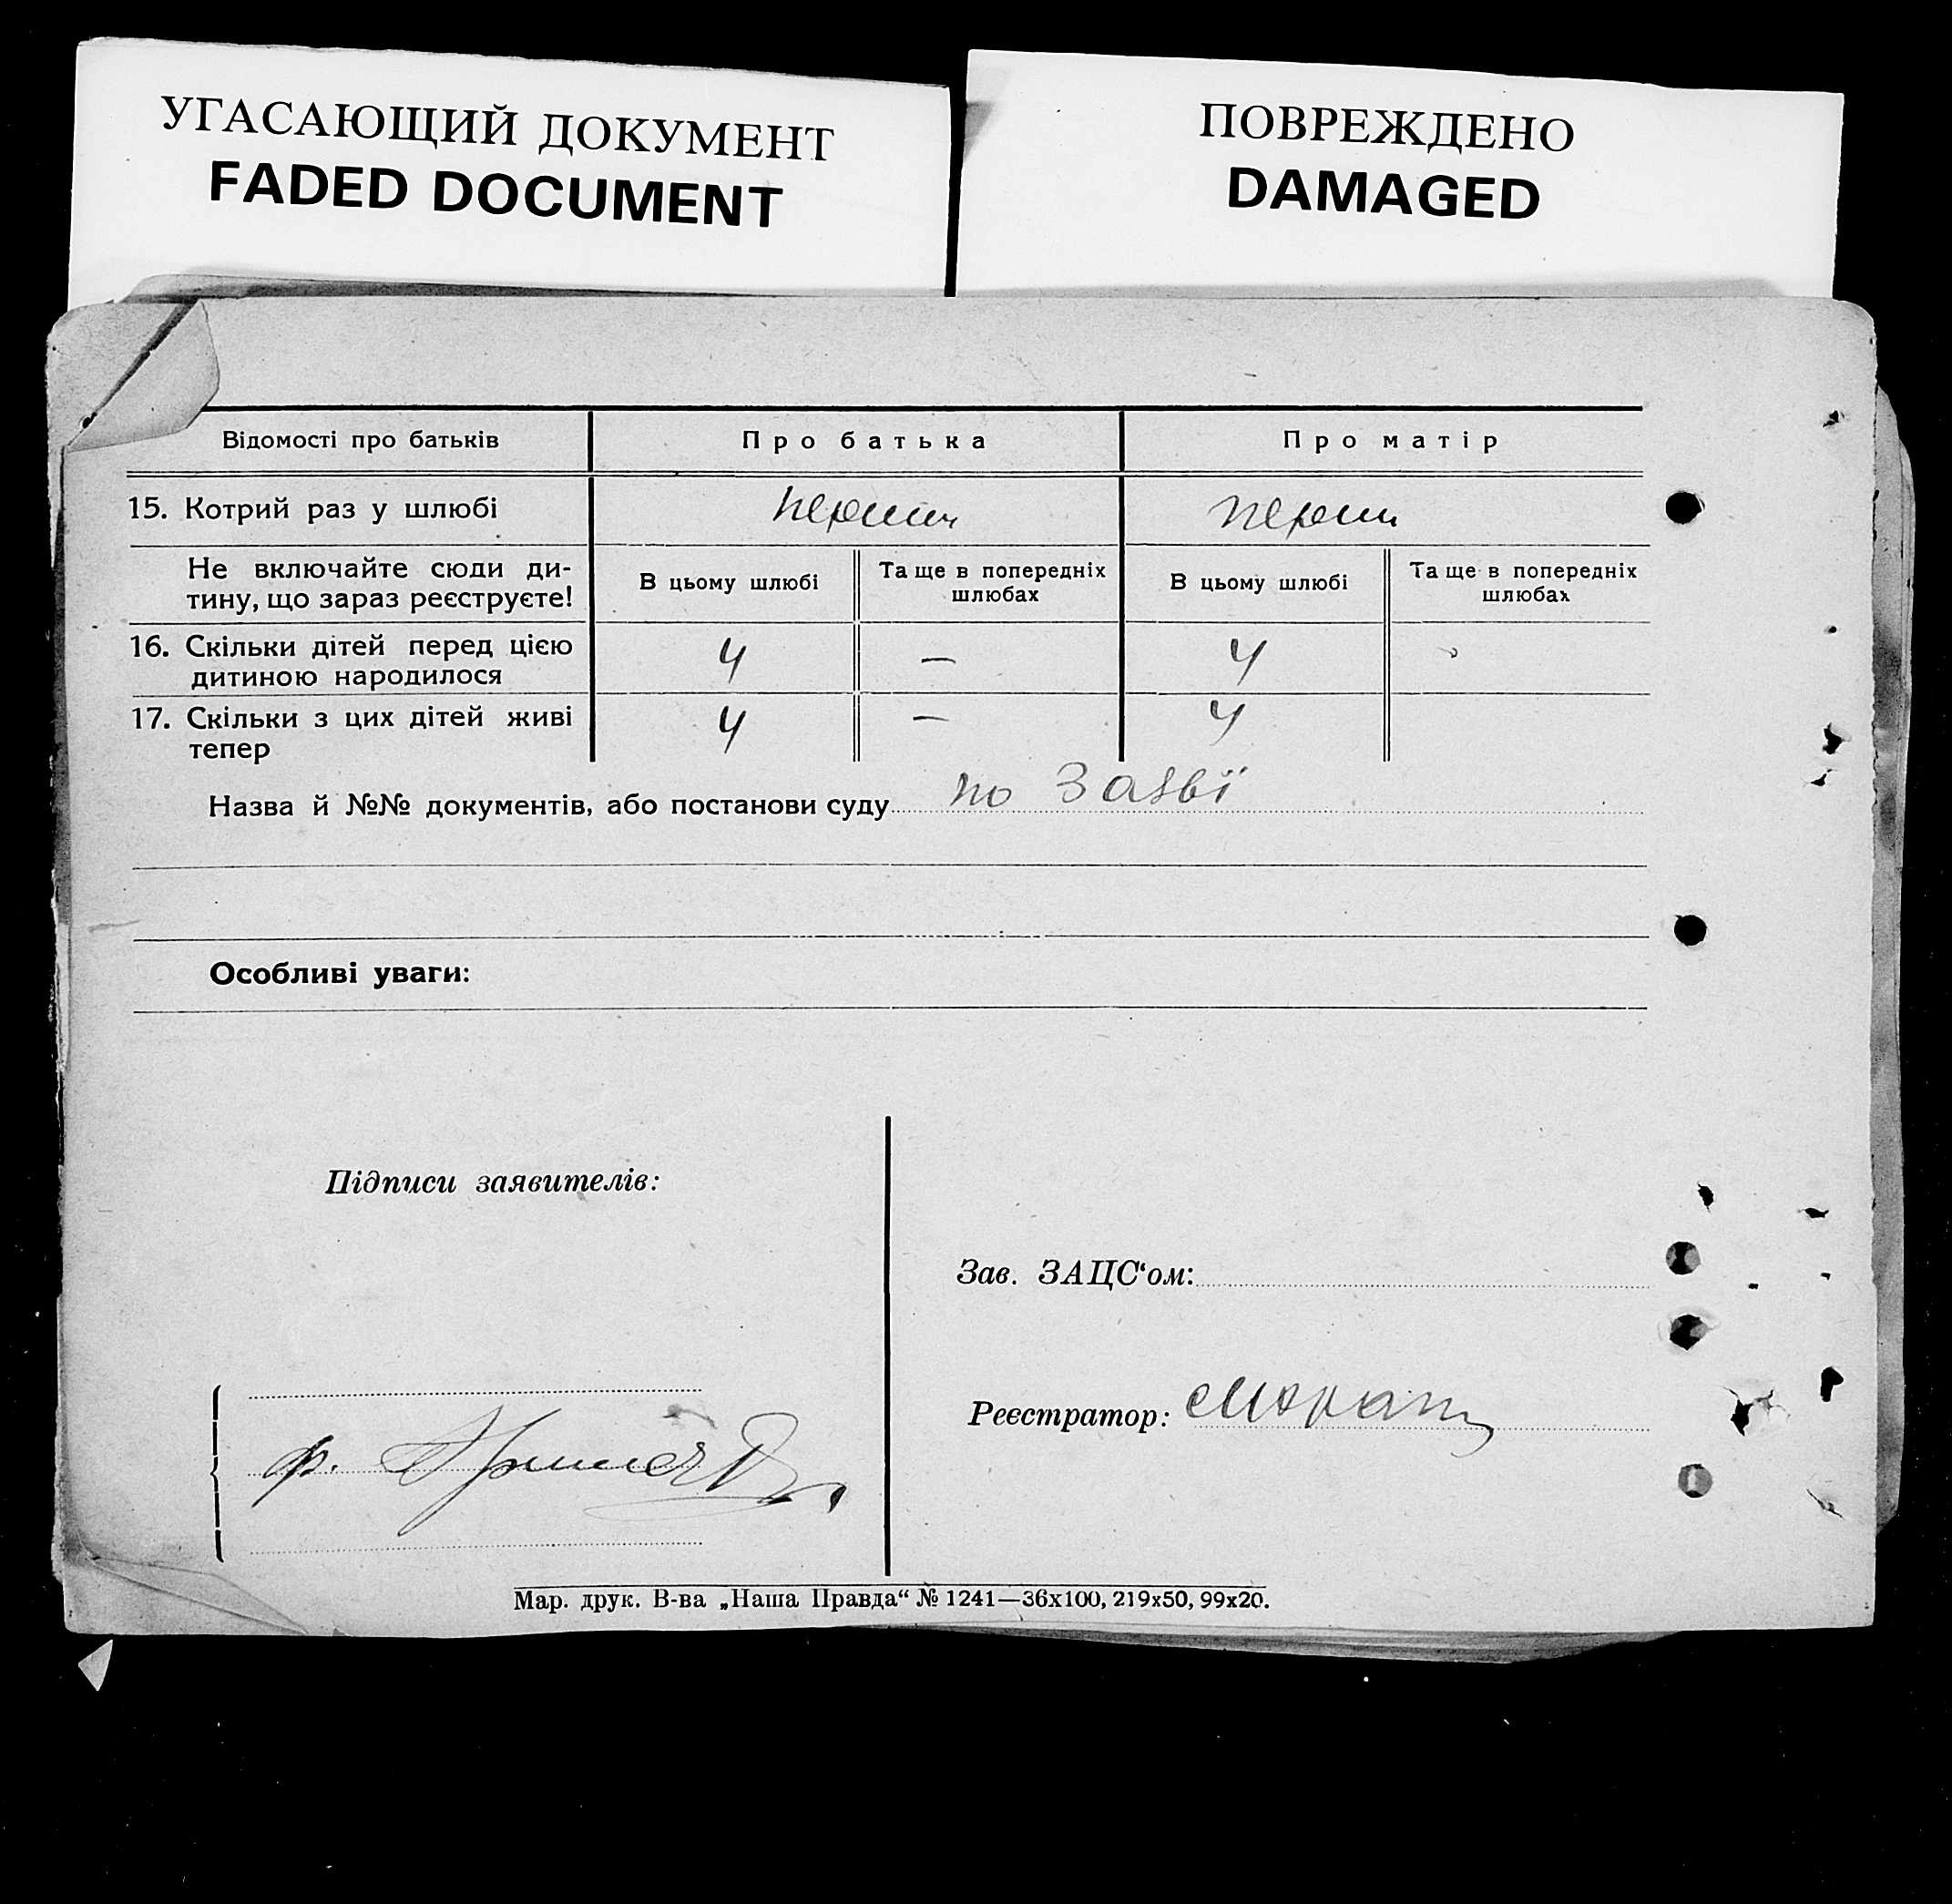 УГАСАЮЩИЙ ДОКУМЕНТ
FADED DOCUMENT
ПОВРЕЖДЕНО
DAMAGED
Відомості про батьків
Про батька
Про матір
15. Котрий раз у шлюбі
перший
перши
Не включайте сюди ди-
тину, що зараз реєструєте!
В цьому шлюбі
Та ще в попередніх
шлюбах
В цьому шлюбі
Та ще в попередніх
шлюбах
16. Скільки дітей перед цією
дитиною народилося
4
—
4
17. Скільки з цих дітей живі
тепер
4
—
4
Назва й №№ документів, або постанови суду по заяві
Особливі уваги:
Підписи заявителів:
Зав. ЗАЦС‘ом:
Реєстратор:
ф.
Мар. друк. В-ва „Наша Правда“ № 1241—36х100, 219х50, 99х20.